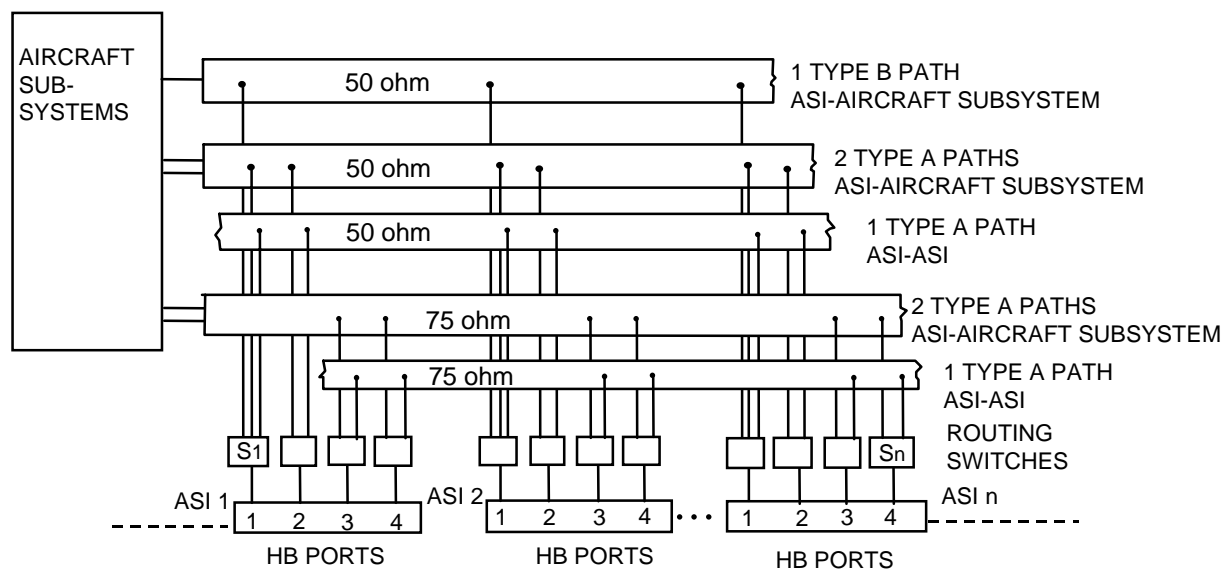 AIRCRAFT
SUB-
SYSTEMS
50 ohm
1 TYPE B PATH
ASI-AIRCRAFT SUBSYSTEM
50 ohm
2 TYPE A PATHS
ASI-AIRCRAFT SUBSYSTEM
50 ohm
1 TYPE A PATH
ASI-ASI
75 ohm
2 TYPE A PATHS
ASI-AIRCRAFT SUBSYSTEM
75 ohm
1 TYPE A PATH
ASI-ASI
S1
Sn
ROUTING
SWITCHES
ASI 1
ASI 2
ASI n
1 2 3 4
1 2 3 4
1 2 3 4
HB PORTS
HB PORTS
HB PORTS